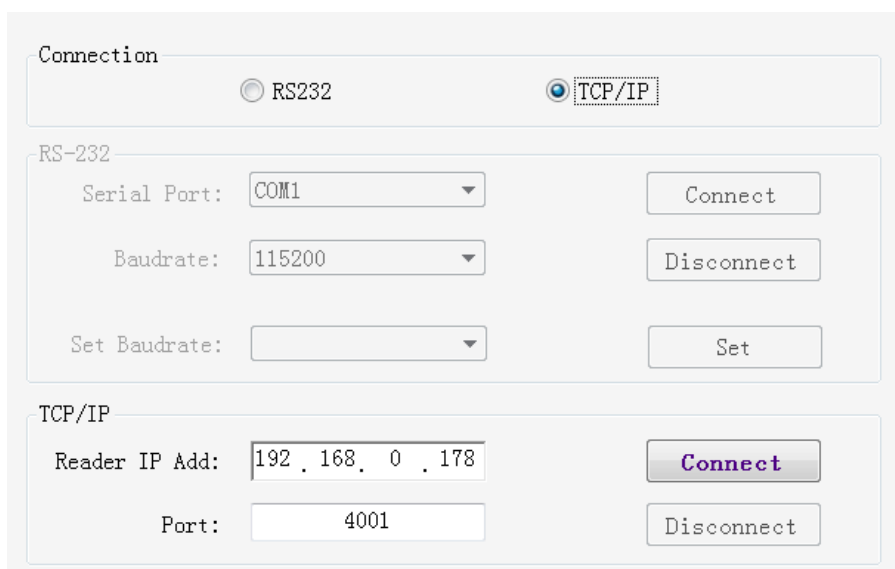 Connection
RS232 TCP/IP
RS-232
Serial Port: COM1 Connect
Baudrate: 115200 Disconnect
Set Baudrate: Set
TCP/IP
Reader IP Add: 192 . 168 . 0 . 178 Connect
Port: 4001 Disconnect